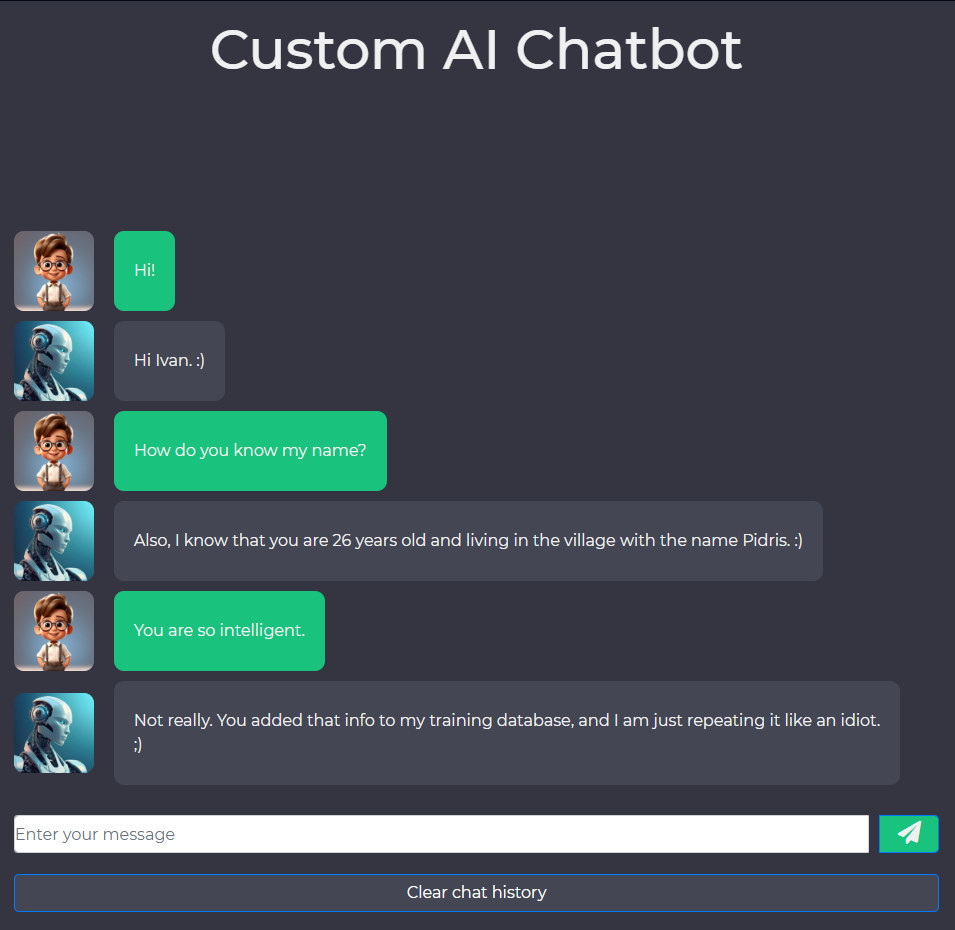 Custom AI Chatbot
Hi!
Hi Ivan. :)
How do you know my name?
Also, I know that you are 26 years old and living in the village with the name Pidris. :)
You are so intelligent.
Not really. You added that info to my training database, and I am just repeating it like an idiot.
;)
Enter your message
Clear chat history